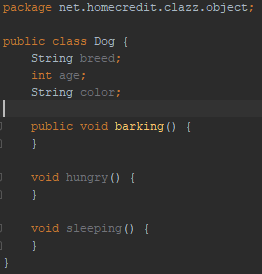 package net.homecredit.clazz.object;
public class Dog {
String breed;
int age;
String color;
public void barking() {
}
void hungry() {
}
void sleeping() {
}
}